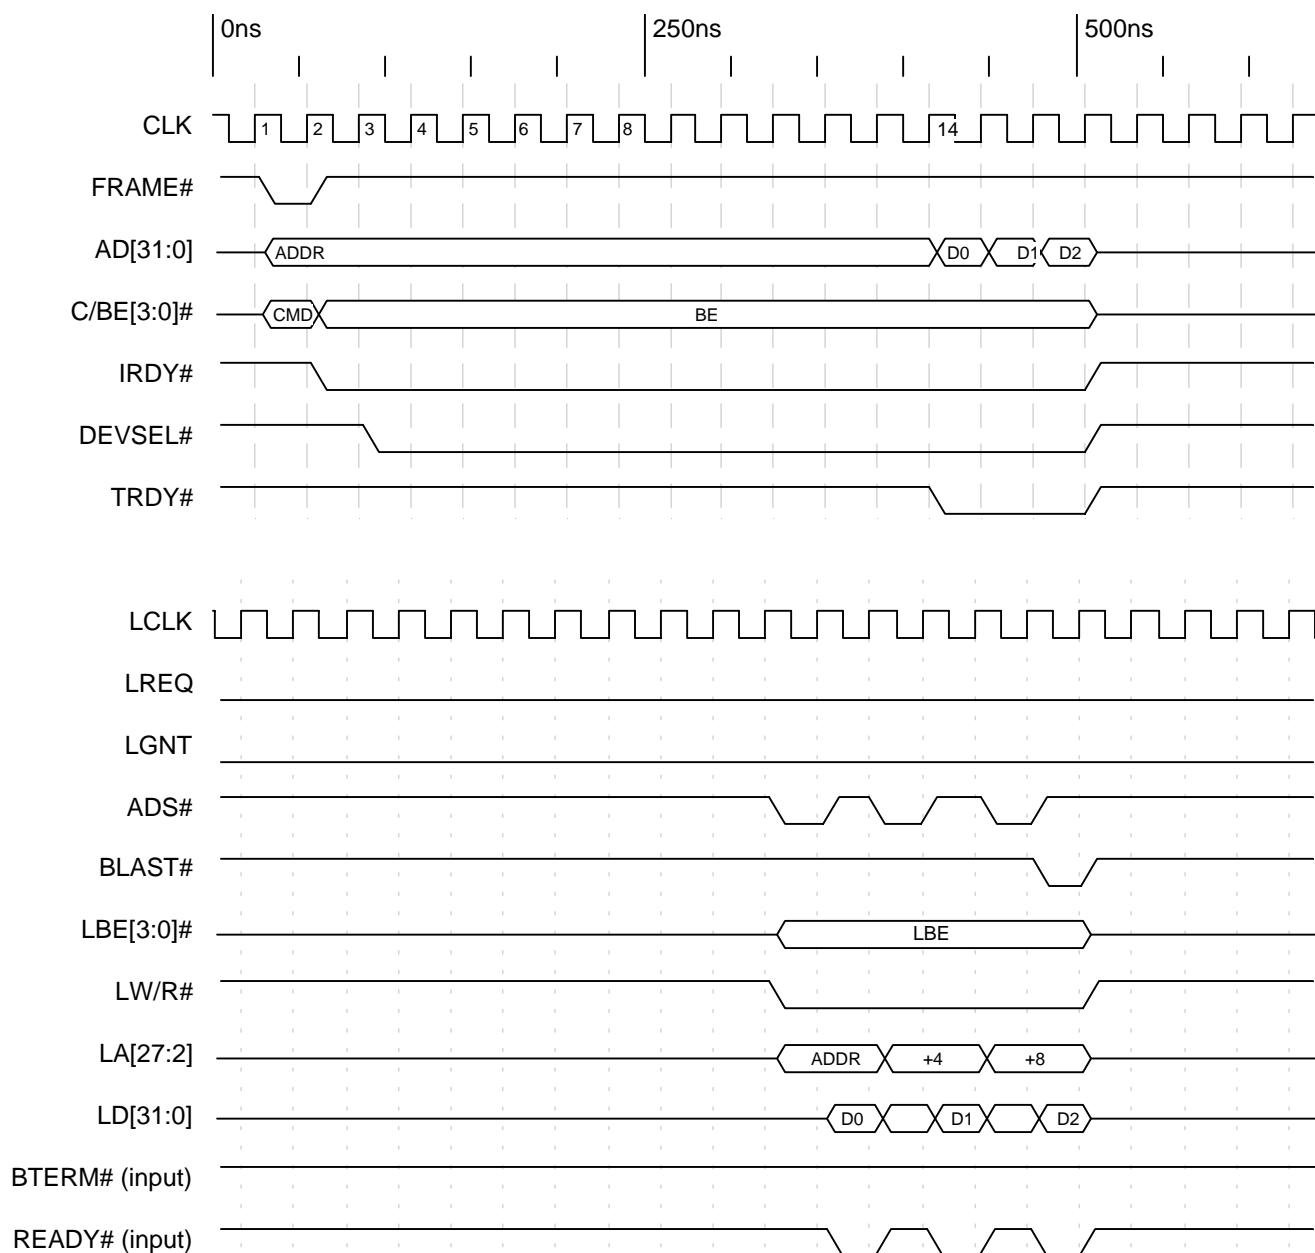 0ns 250ns 500ns
CLK 1 2 3 4 5 6 7 8 14
FRAME#
AD[31:0] ADDR D0 D1 D2
C/BE[3:0]# CMD BE
IRDY#
DEVSEL#
TRDY#
LCLK
LREQ
LGNT
ADS#
BLAST#
LBE[3:0]# LBE
LW/R#
LA[27:2] ADDR +4 +8
LD[31:0] D0 D1 D2
BTERM# (input)
READY# (input)